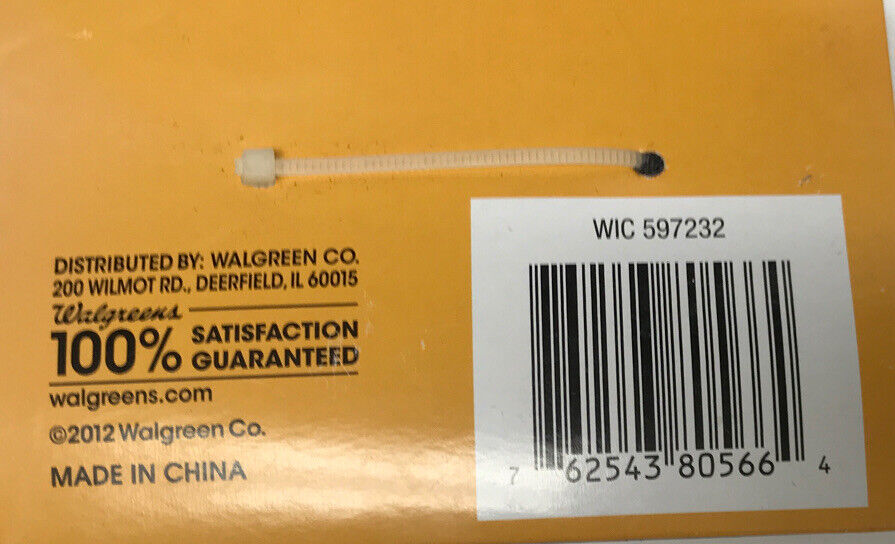 DISTRIBUTED BY: WALGREEN CO.
200 WILMOT RD., DEERFIELD, IL 60015
Walgreens
100% SATISFACTION GUARANTEED
walgreens.com
©2012 Walgreen Co.
MADE IN CHINA
WIC 597232
7 62543 80566 4